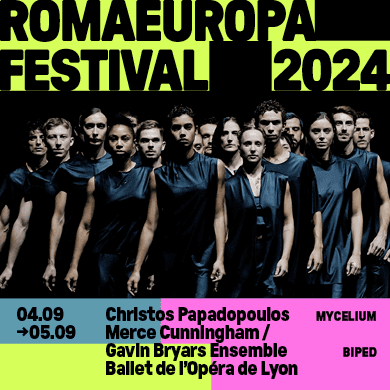 ROMAEUROPA
FESTIVAL 2024
04.09
→05.09
Christos Papadopoulos
Merce Cunningham /
Gavin Bryars Ensemble
Ballet de l'Opéra de Lyon
MYCELIUM
BIPED